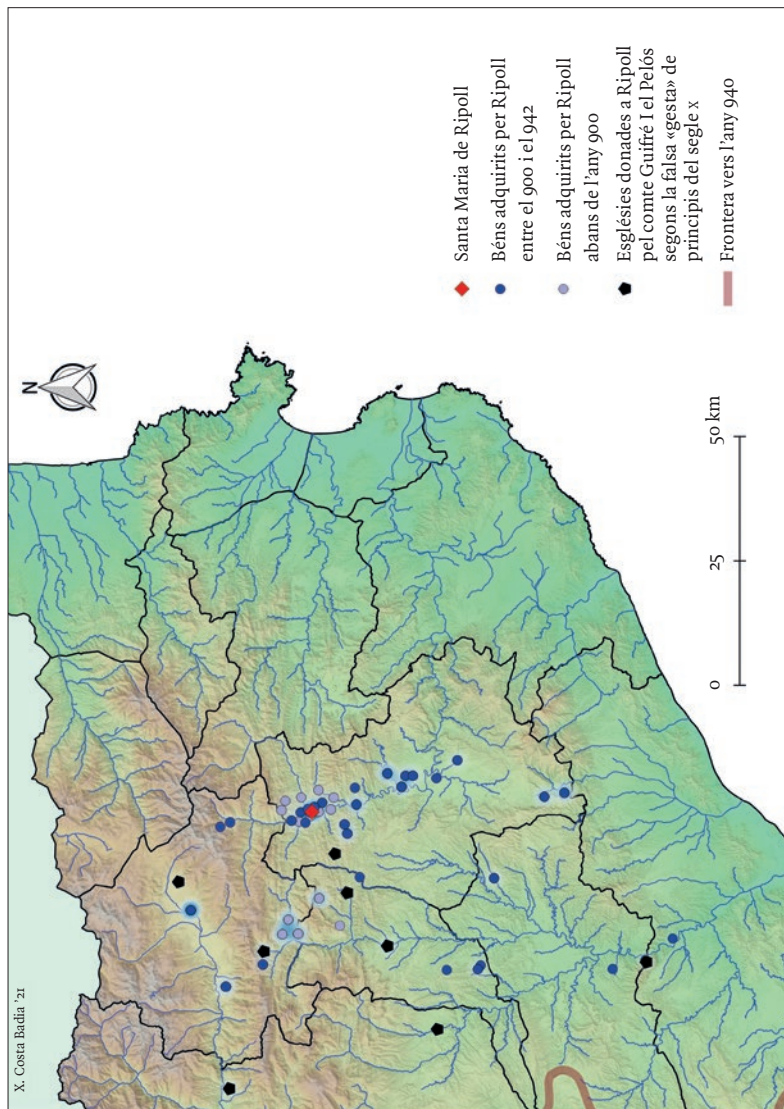 X. Costa Badia '21
N
0
25
50 km
Santa Maria de Ripoll
Béns adquirits per Ripoll
entre el 900 i el 942
Béns adquirits per Ripoll
abans de l'any 900
Esglésies donades a Ripoll
pel comte Guifré I el Pelós
segons la falsa «gesta» de
principis del segle x
Frontera vers l'any 940